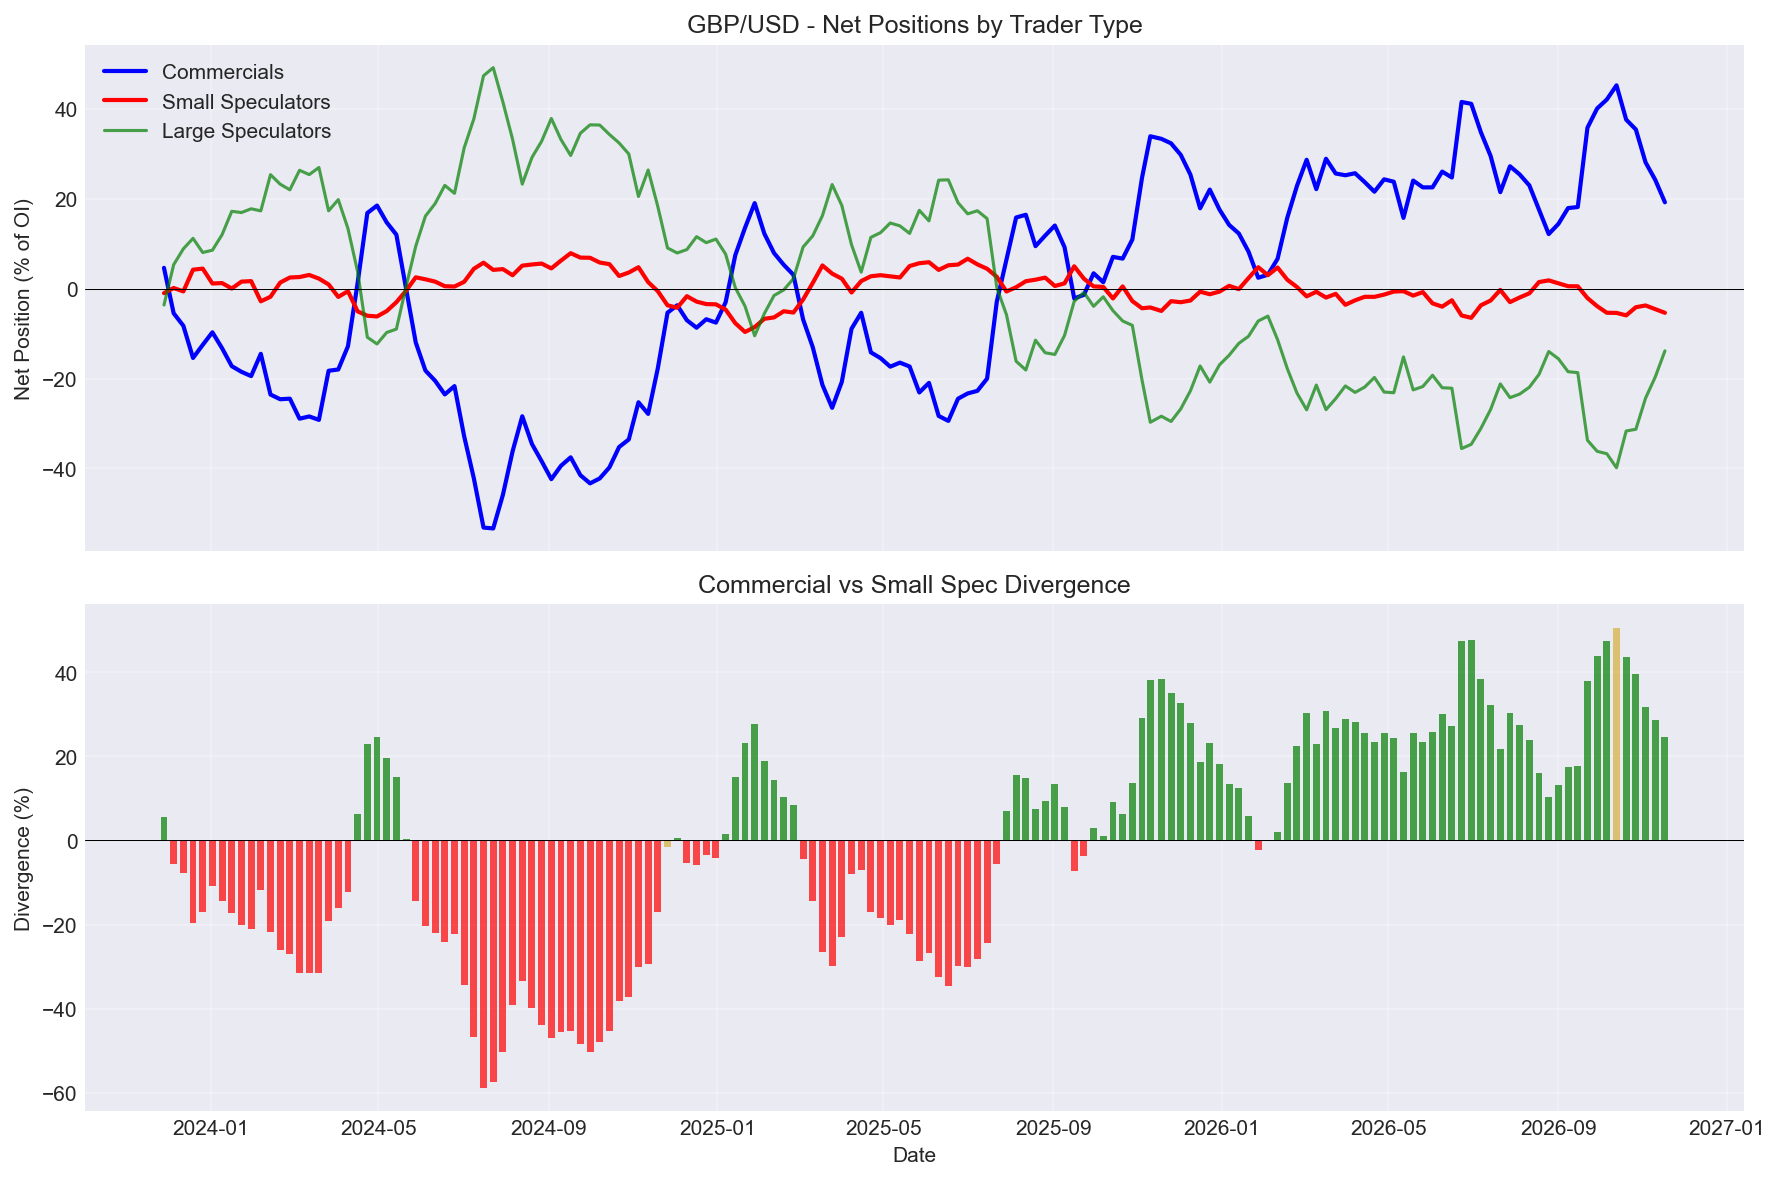 GBP/USD - Net Positions by Trader Type
Commercials
Small Speculators
Large Speculators
Net Position (% of OI)
40
20
0
−20
−40
Commercial vs Small Spec Divergence
Divergence (%)
40
20
0
−20
−40
−60
2024-01
2024-05
2024-09
2025-01
2025-05
2025-09
2026-01
2026-05
2026-09
2027-01
Date